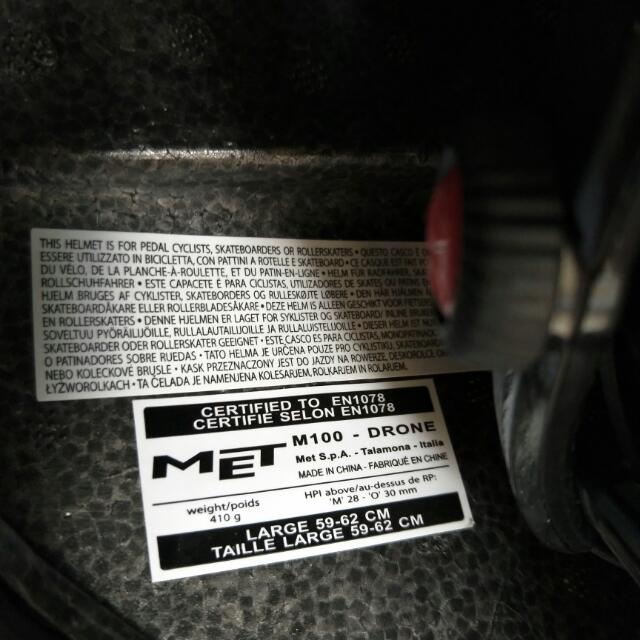 THIS HELMET IS FOR PEDAL CYCLISTS, SKATEBOARDERS OR ROLLERSKATERS • QUESTO CASCO È
ESSERE UTILIZZATO IN BICICLETTA, CON PATTINI A ROTELLE E SKATEBOARD • CE CASQUE EST FAIT
DU VÉLO, DE LA PLANCHE-À-ROULETTE, ET DU PATIN-EN-LIGNE • HELM FÜR RADFAHRER,
ROLLSCHUHFAHRER • ESTE CAPACETE É PARA CICLISTAS, UTILIZADORES DE SKATES OU PATINS
HJELM BRUGES AF CYKLISTER, SKATEBORDERS OG RULLESKØJTE LØBERE • DEN HÄR HJÄLMEN
SKATEBOARDÅKARE ELLER ROLLERBLADESÅKARE • DEZE HELM IS ALLEEN GESCHIKT VOOR
EN ROLLERSKATERS • DENNE HJELMEN ER LAGET FOR SYKLISTER OG SKATEBOARD/ INLINE
SOVELTUU PYÖRÄILIJÖILLE, RULLALAUTAILIJOILLE JA RULLALUISTELIJOILLE • DIESER HELM IST
SKATEBOARDER ODER ROLLERSKATER GEEIGNET • ESTE CASCO ES PARA CICLISTAS,
O PATINADORES SOBRE RUEDAS • TATO HELMA JE URČENA POUZE PRO CYKLISTIKU,
NEBO KOLEČKOVÉ BRUSLE • KASK PRZEZNACZONY JEST DO JAZDY NA ROWERZE, DESKOROLCE
ŁYŻWOROLKACH • TA ČELADA JE NAMENJENA KOLESARJEM, ROLKARJEM IN ROLARJEM.
CERTIFIED TO EN1078
CERTIFIE SELON EN1078
MET M100 - DRONE
Met S.p.A. - Talamona - Italia
MADE IN CHINA - FABRIQUÉ EN CHINE
weight/poids
410 g
HPI above/au-dessus de RP:
'M' 28 - 'O' 30 mm
LARGE 59-62 CM
TAILLE LARGE 59-62 CM